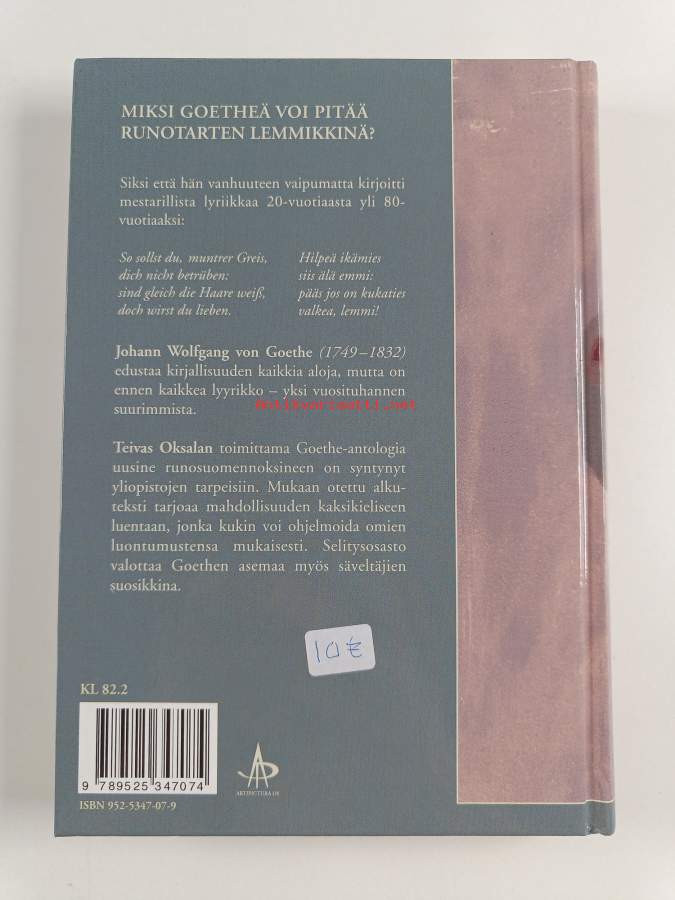 MIKSI GOETHEÄ VOI PITÄÄ
RUNOTARTEN LEMMIKKINÄ?
Siksi että hän vanhuuteen vaipumatta kirjoitti
mestarillista lyriikkaa 20-vuotiaasta yli 80-
vuotiaaksi:
So sollst du, muntrer Greis,
dich nicht betrüben:
sind gleich die Haare weiß,
doch wirst du lieben.
Hilpeä ikämies
siis älä emmi:
pääs jos on kukaties
valkea, lemmi!
Johann Wolfgang von Goethe (1749–1832)
edustaa kirjallisuuden kaikkia aloja, mutta on
ennen kaikkea lyyrikko – yksi vuosituhannen
suurimmista.
Antikvariaatti.net
Teivas Oksalan toimittama Goethe-antologia
uusine runosuomennoksineen on syntynyt
yliopistojen tarpeisiin. Mukaan otettu alku-
teksti tarjoaa mahdollisuuden kaksikieliseen
luentaan, jonka kukin voi ohjelmoida omien
luontumustensa mukaisesti. Selitysosasto
valottaa Goethen asemaa myös säveltäjien
suosikkina.
10 €
KL 82.2
9 789525 347074
ARTIPICTURA OY
ISBN 952-5347-07-9